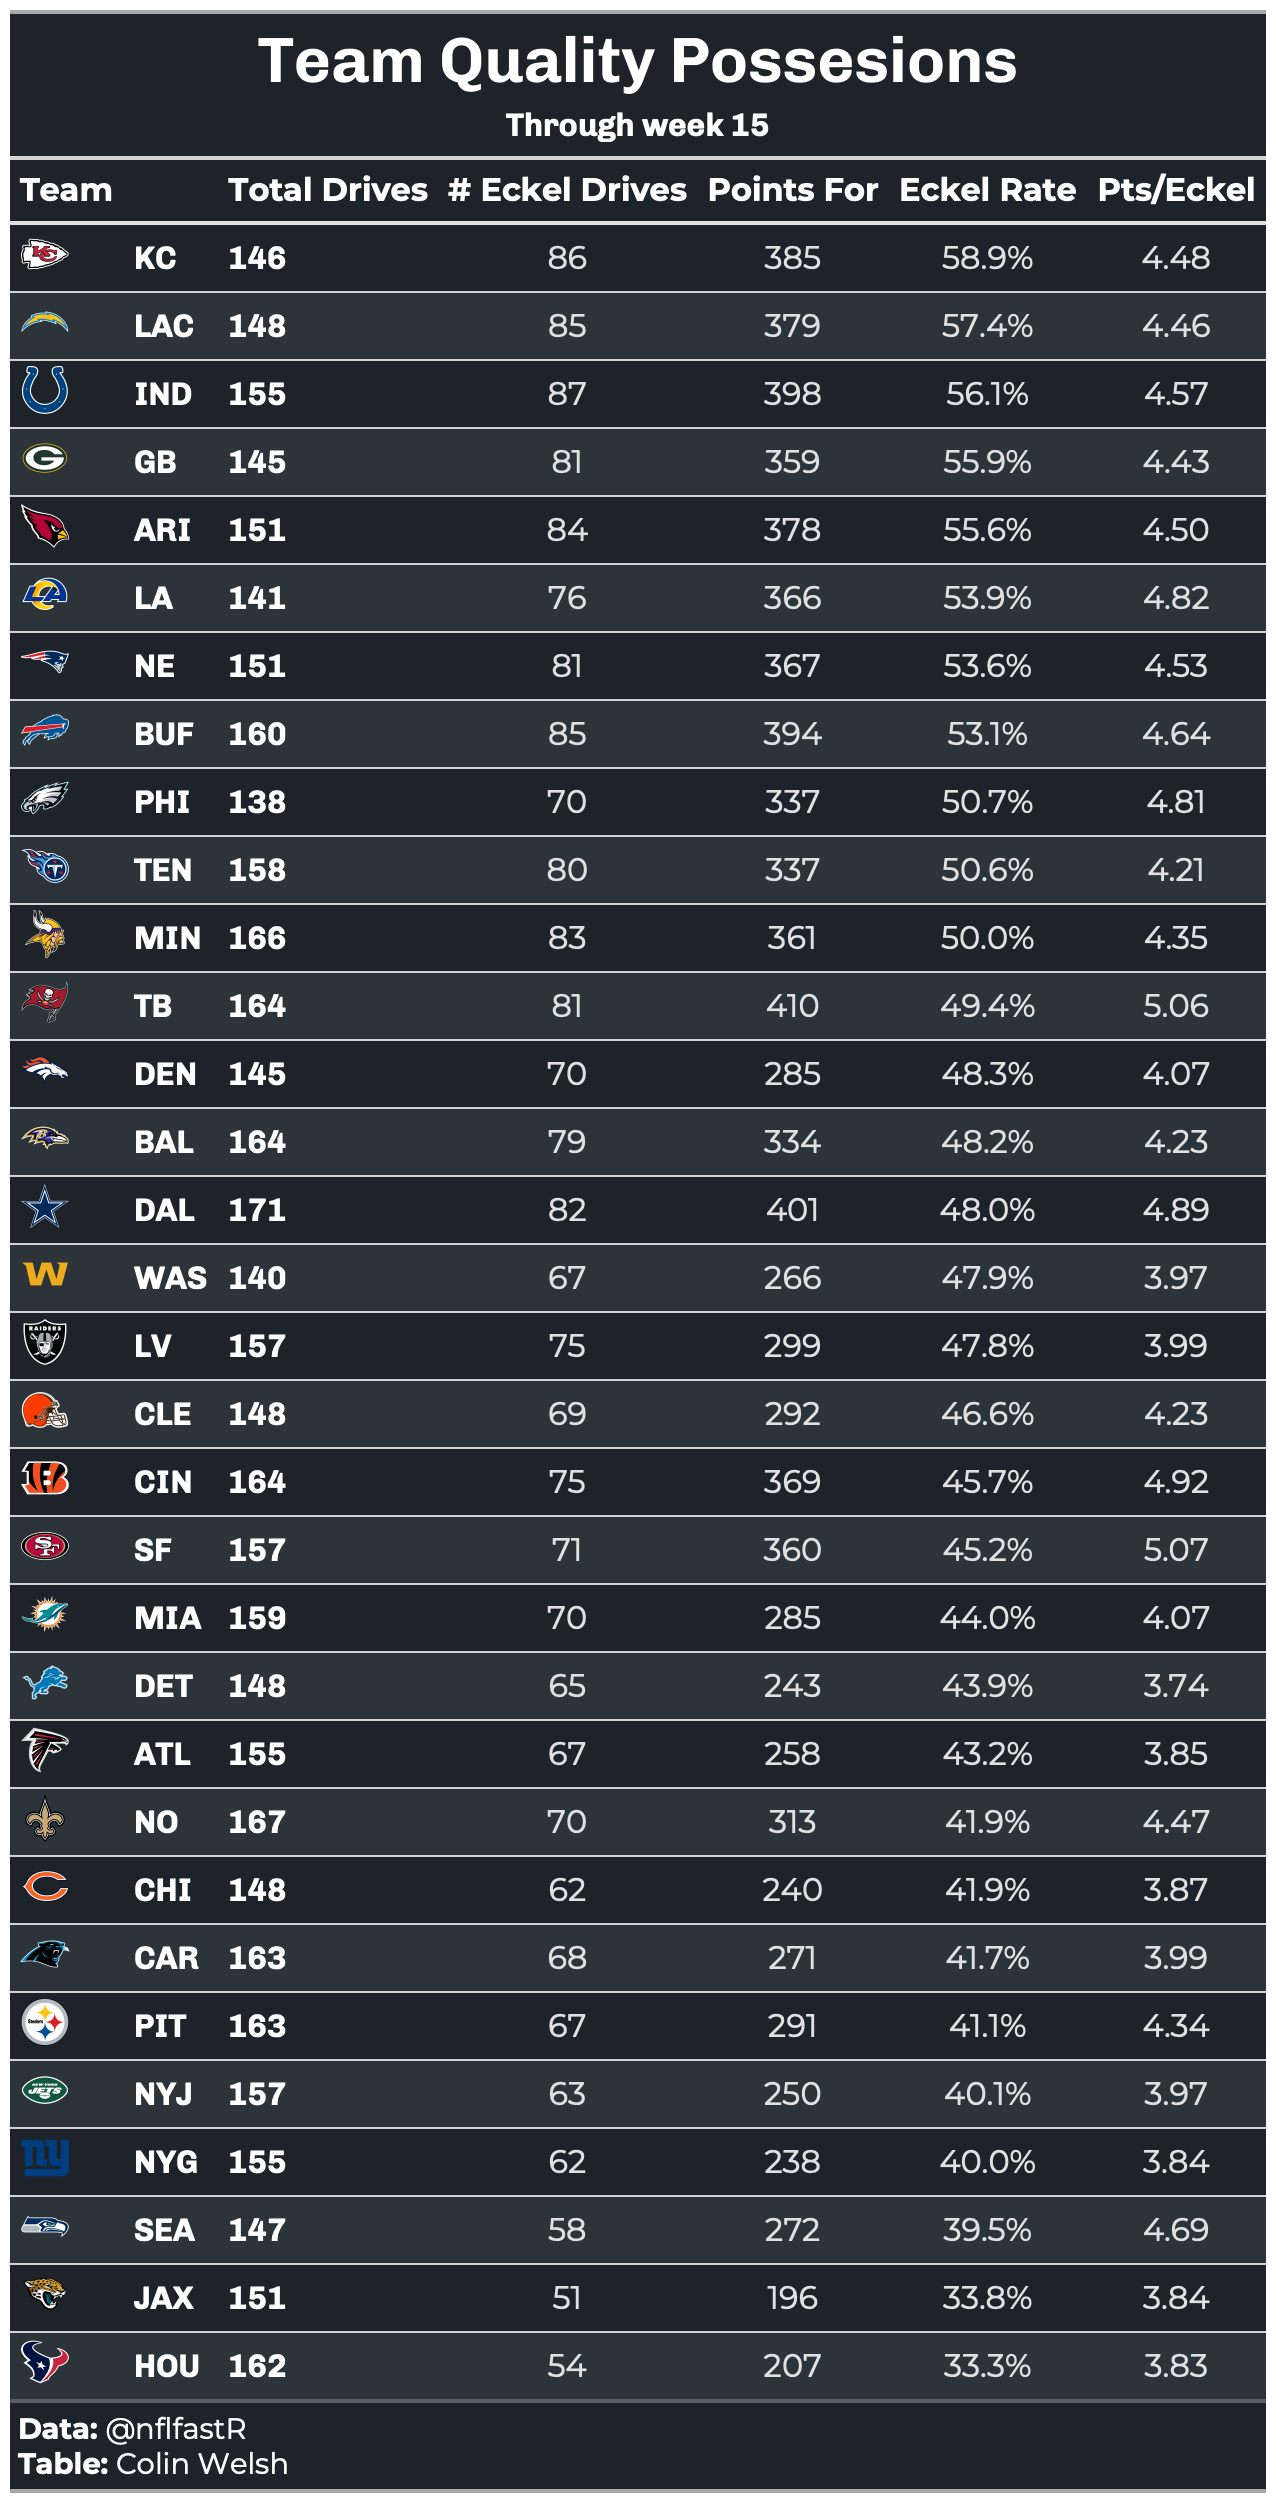 Team Quality Possesions
Through week 15
Team Total Drives # Eckel Drives Points For Eckel Rate Pts/Eckel
KC 146 86 385 58.9% 4.48
LAC 148 85 379 57.4% 4.46
IND 155 87 398 56.1% 4.57
GB 145 81 359 55.9% 4.43
ARI 151 84 378 55.6% 4.50
LA 141 76 366 53.9% 4.82
NE 151 81 367 53.6% 4.53
BUF 160 85 394 53.1% 4.64
PHI 138 70 337 50.7% 4.81
TEN 158 80 337 50.6% 4.21
MIN 166 83 361 50.0% 4.35
TB 164 81 410 49.4% 5.06
DEN 145 70 285 48.3% 4.07
BAL 164 79 334 48.2% 4.23
DAL 171 82 401 48.0% 4.89
WAS 140 67 266 47.9% 3.97
LV 157 75 299 47.8% 3.99
CLE 148 69 292 46.6% 4.23
CIN 164 75 369 45.7% 4.92
SF 157 71 360 45.2% 5.07
MIA 159 70 285 44.0% 4.07
DET 148 65 243 43.9% 3.74
ATL 155 67 258 43.2% 3.85
NO 167 70 313 41.9% 4.47
CHI 148 62 240 41.9% 3.87
CAR 163 68 271 41.7% 3.99
PIT 163 67 291 41.1% 4.34
NYJ 157 63 250 40.1% 3.97
NYG 155 62 238 40.0% 3.84
SEA 147 58 272 39.5% 4.69
JAX 151 51 196 33.8% 3.84
HOU 162 54 207 33.3% 3.83
Data: @nflfastR
Table: Colin Welsh